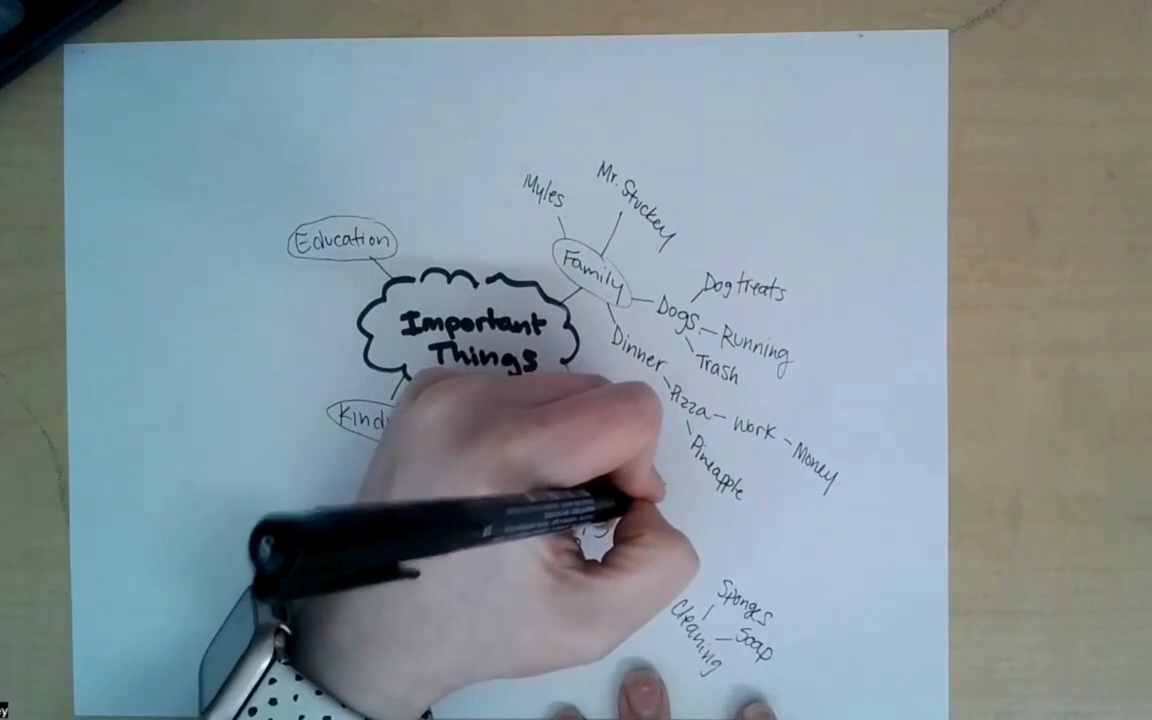 Myles
Mr. Stuckey
Education
Family
Dog treats
Dogs
Running
Trash
Important
Things
Dinner
Pizza
Work
Money
Pineapple
Kind
Sponges
Cleaning
Soap